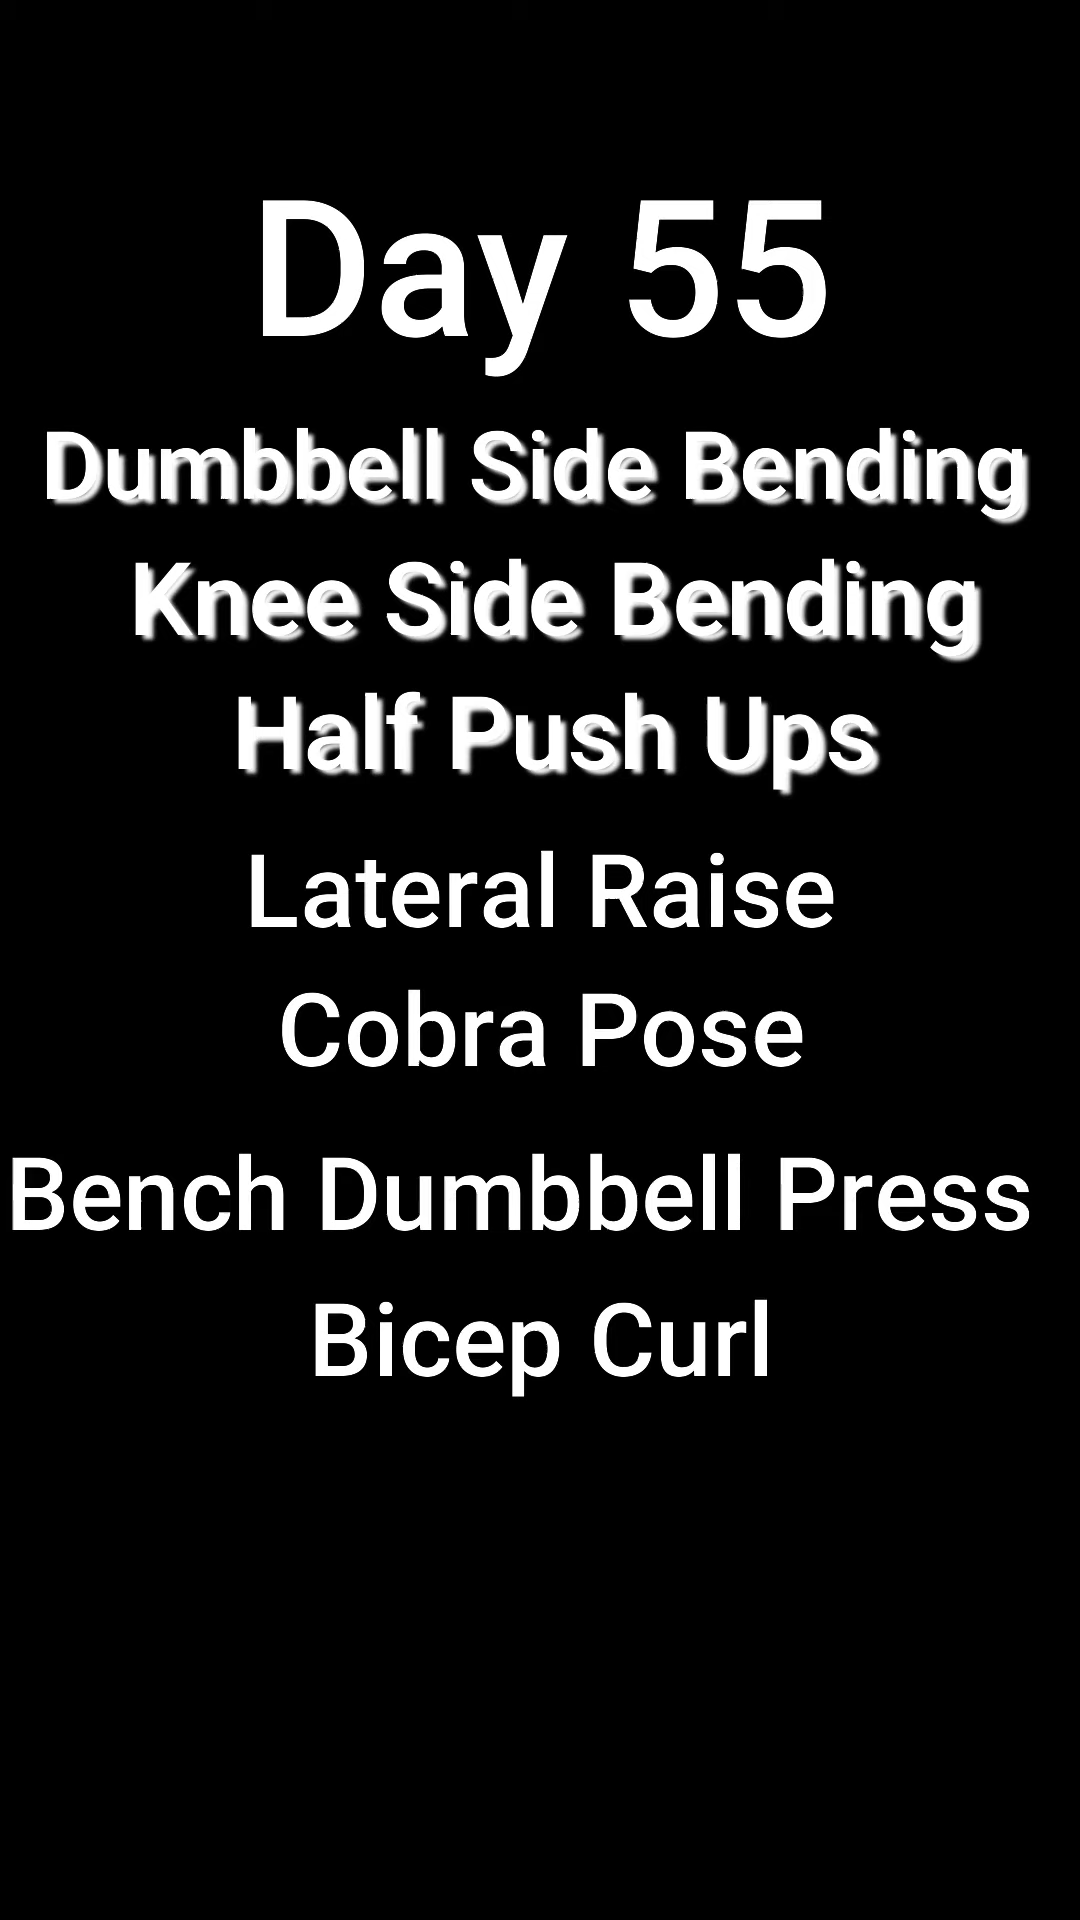 Day 55
Dumbbell Side Bending
Knee Side Bending
Half Push Ups
Lateral Raise
Cobra Pose
Bench Dumbbell Press
Bicep Curl